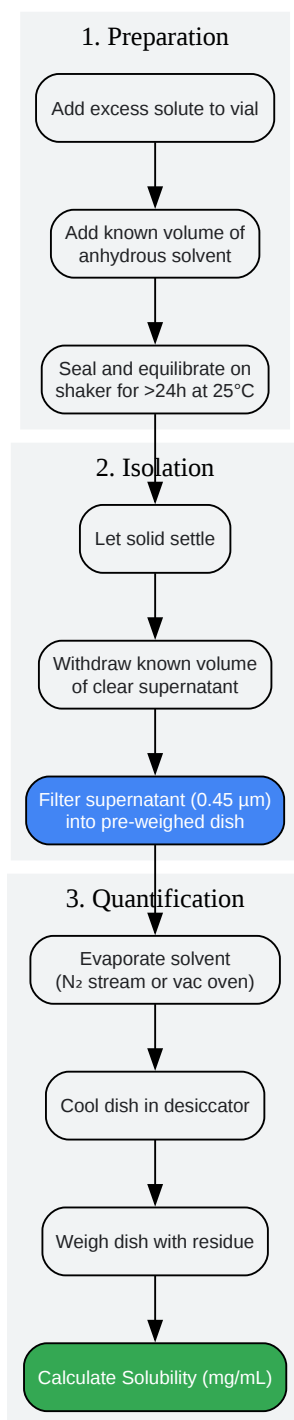 1. Preparation
Add excess solute to vial
Add known volume of
anhydrous solvent
Seal and equilibrate on
shaker for >24h at 25°C
2. Isolation
Let solid settle
Withdraw known volume
of clear supernatant
Filter supernatant (0.45 µm)
into pre-weighed dish
3. Quantification
Evaporate solvent
(N₂ stream or vac oven)
Cool dish in desiccator
Weigh dish with residue
Calculate Solubility (mg/mL)